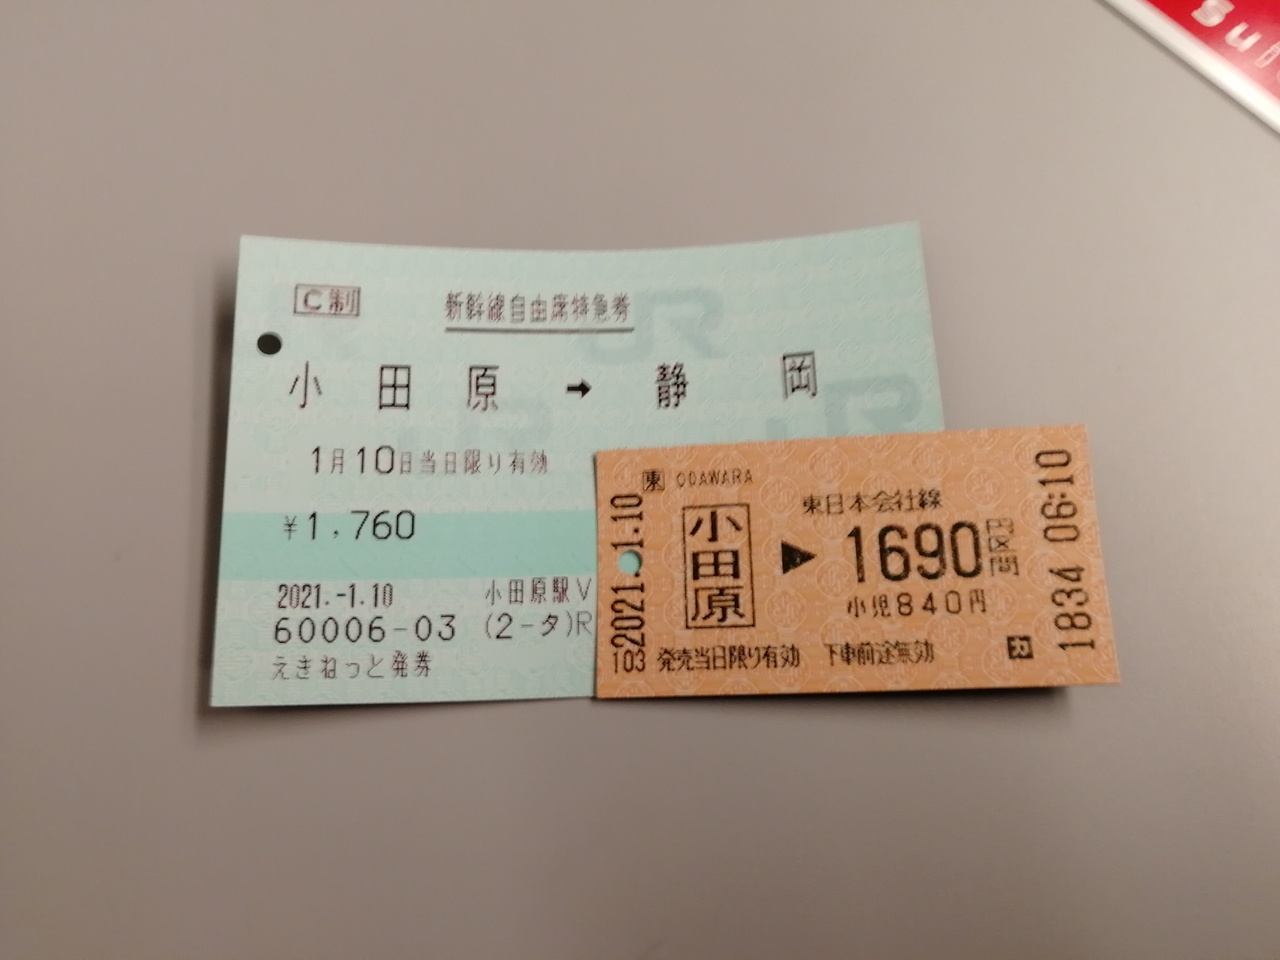 C制
新幹線自由席特急券
小田原→静岡
1月10日当日限り有効
¥1,760
2021.-1.10 小田原駅V
60006-03 (2-タ)R
えきねっと発券
東 ODAWARA
小田原
東日本会社線
▶1690円区間
小児840円
103 発売当日限り有効 下車前途無効
2021.1.10
1834 06:10